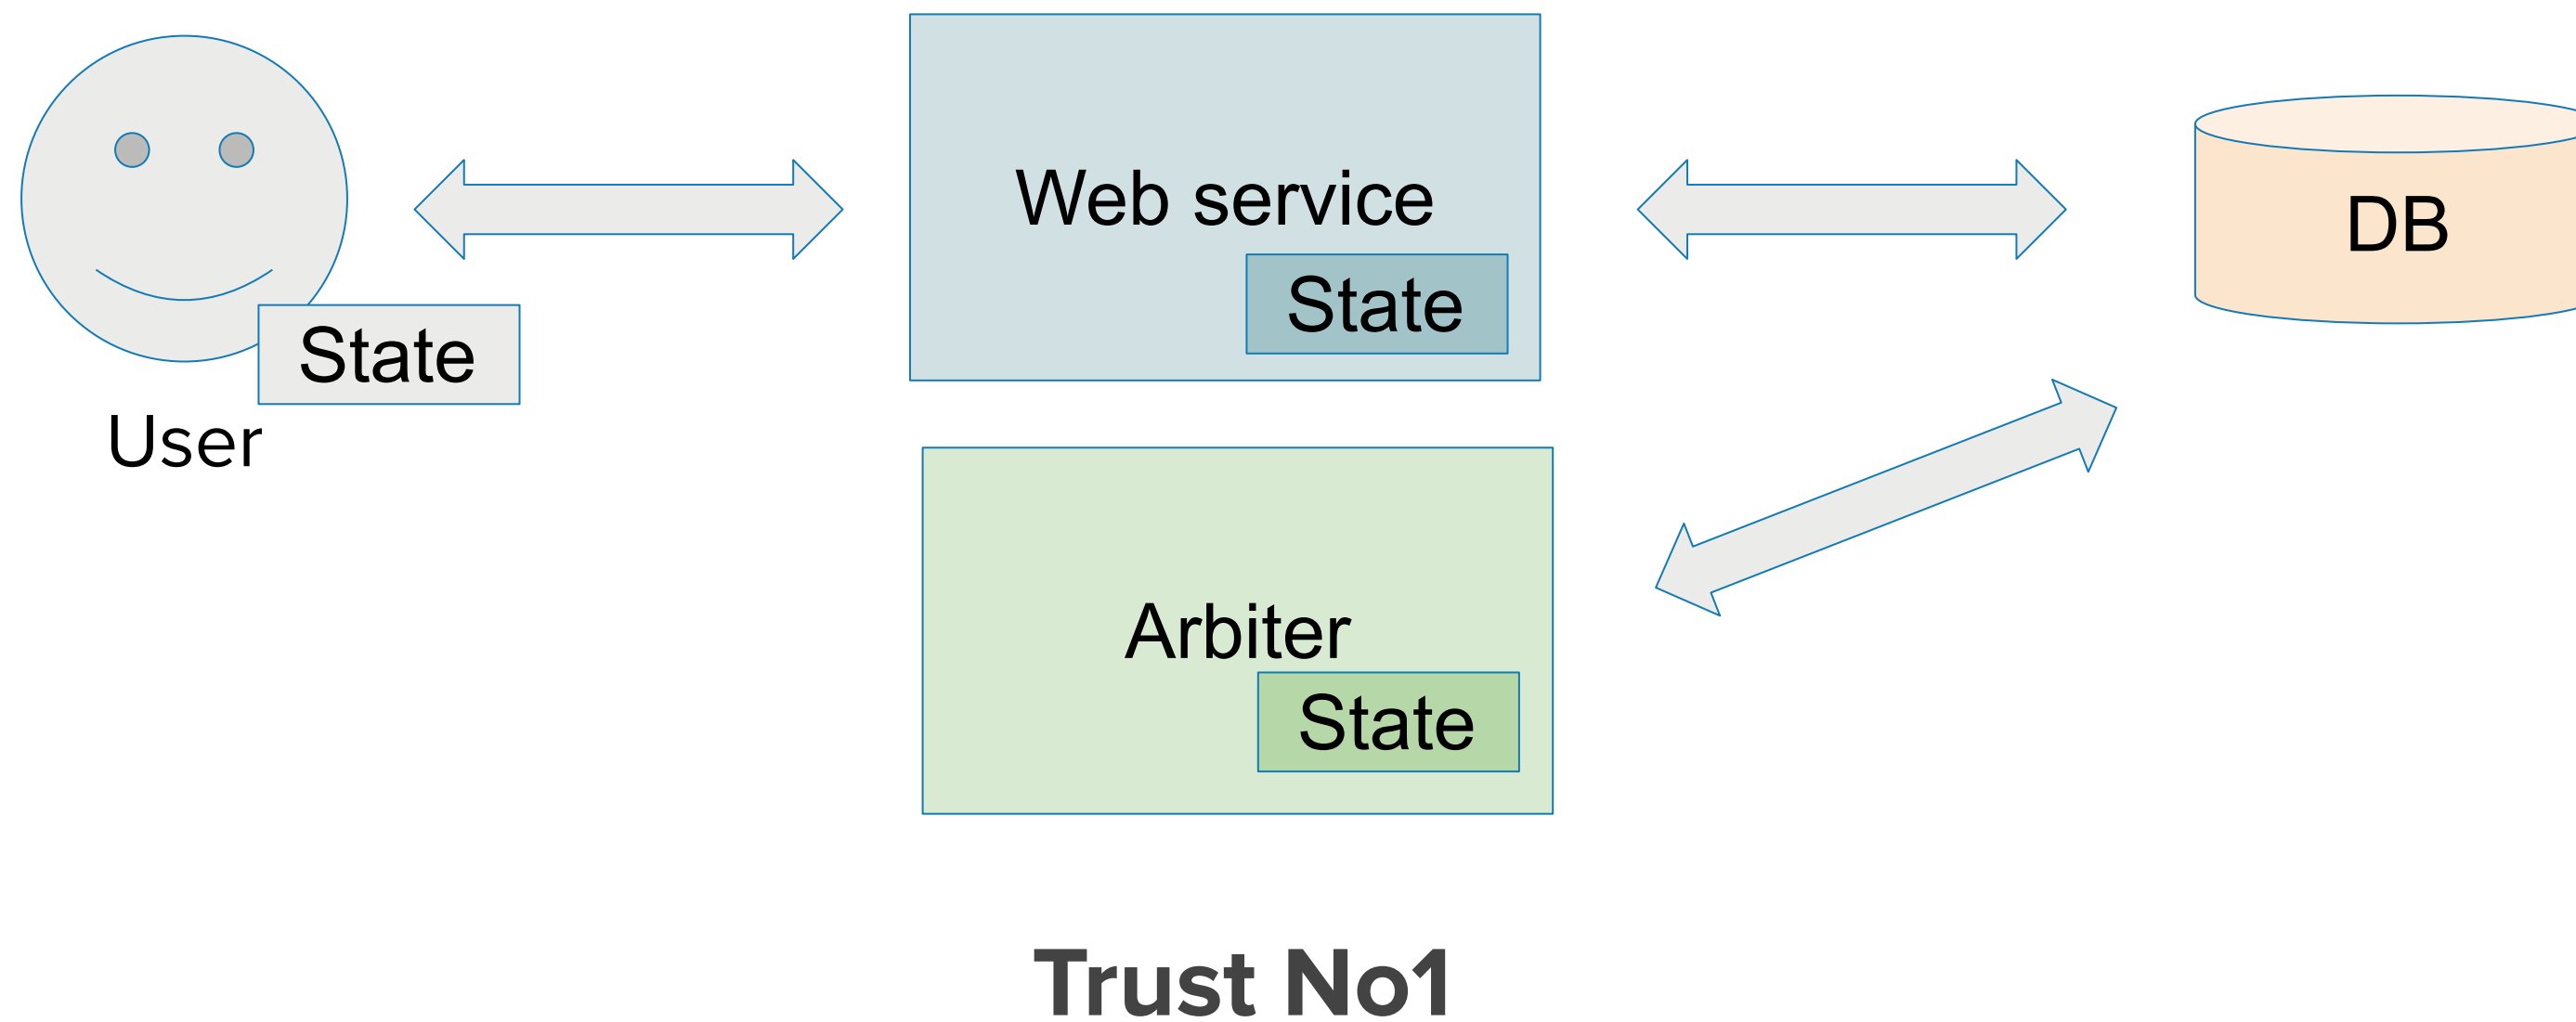 Web service
DB
State
State
User
Arbiter
State
Trust No1